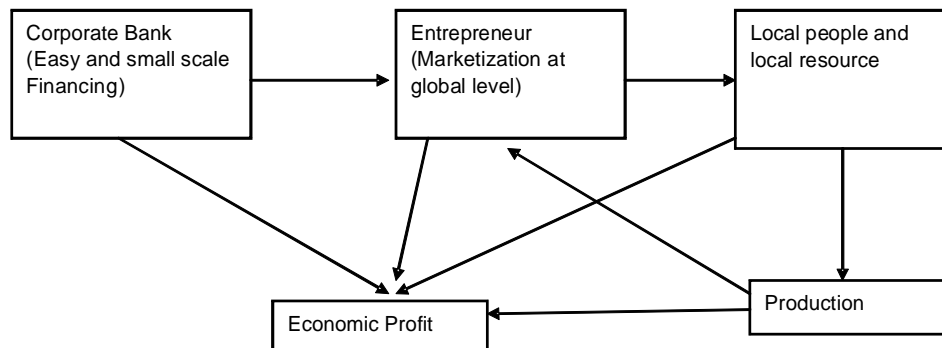 Corporate Bank
(Easy and small scale
Financing)
Entrepreneur
(Marketization at
global level)
Local people and
local resource
Production
Economic Profit